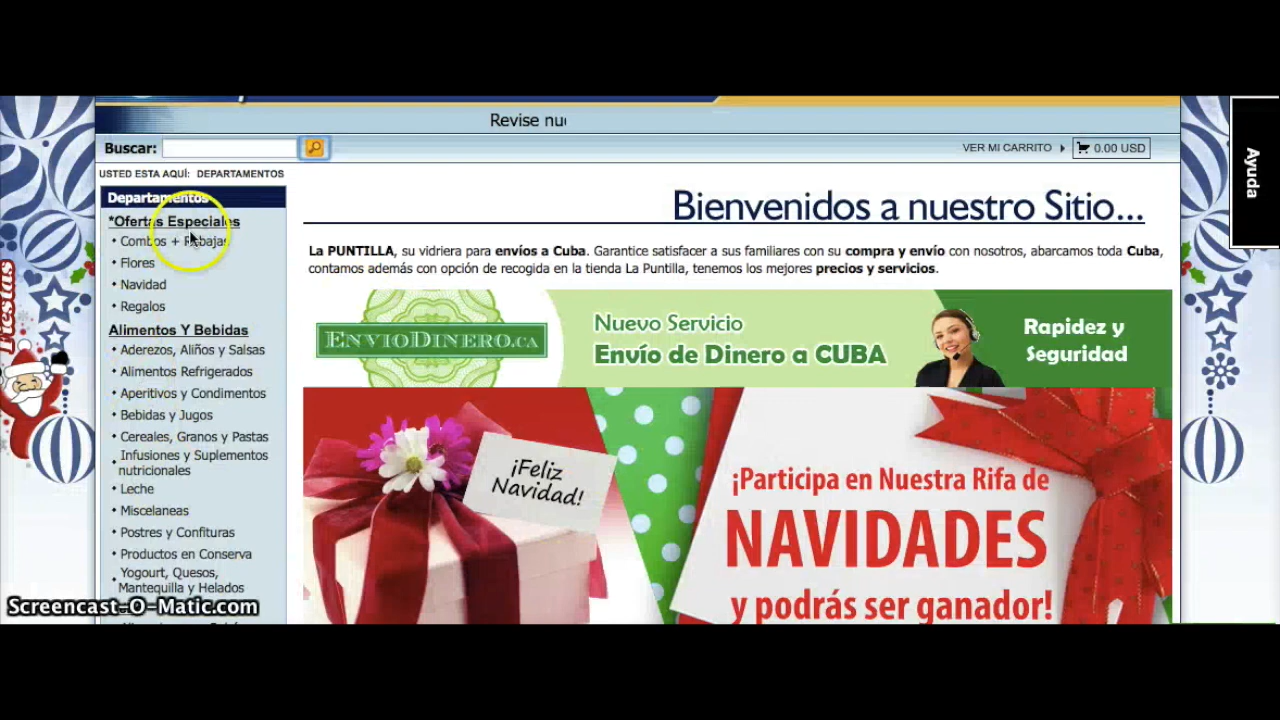 Revise nu
Buscar:
VER MI CARRITO
0.00 USD
Ayuda
USTED ESTA AQUÍ: DEPARTAMENTOS
Departamentos
*Ofertas Especiales
Combos + Rebajas
Flores
Navidad
Regalos
Alimentos Y Bebidas
Aderezos, Aliños y Salsas
Alimentos Refrigerados
Aperitivos y Condimentos
Bebidas y Jugos
Cereales, Granos y Pastas
Infusiones y Suplementos
nutricionales
Leche
Miscelaneas
Postres y Confituras
Productos en Conserva
Yogourt, Quesos,
Mantequilla y Helados
Bienvenidos a nuestro Sitio...
La PUNTILLA, su vidriera para envíos a Cuba. Garantice satisfacer a sus familiares con su compra y envío con nosotros, abarcamos toda Cuba,
contamos además con opción de recogida en la tienda La Puntilla, tenemos los mejores precios y servicios.
ENVIODINERO.CA
Nuevo Servicio
Envío de Dinero a CUBA
Rapidez y
Seguridad
¡Feliz
Navidad!
¡Participa en Nuestra Rifa de
NAVIDADES
y podrás ser ganador!
Fiestas
Screencast-O-Matic.com